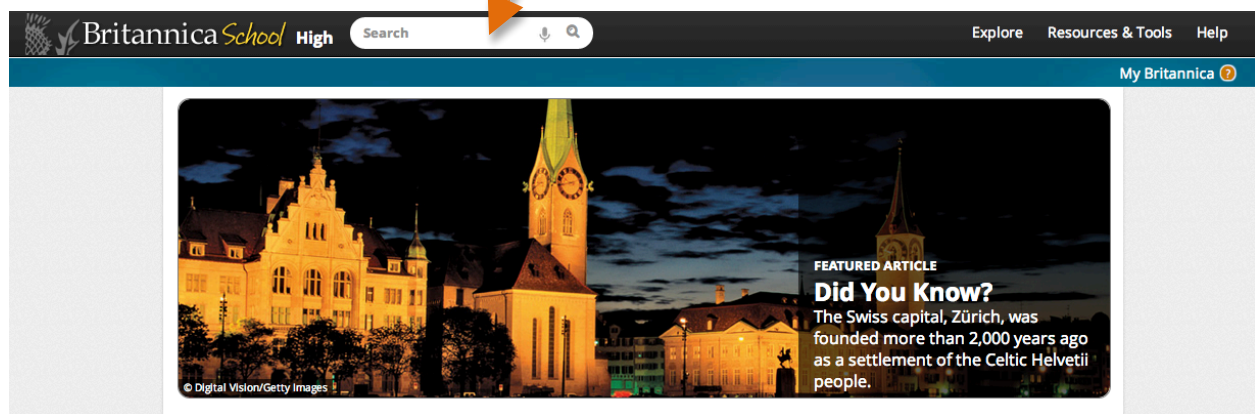 Britannica School High Search Explore Resources & Tools Help
My Britannica ?
FEATURED ARTICLE
Did You Know?
The Swiss capital, Zürich, was
founded more than 2,000 years ago
as a settlement of the Celtic Helvetii
people.
© Digital Vision/Getty Images